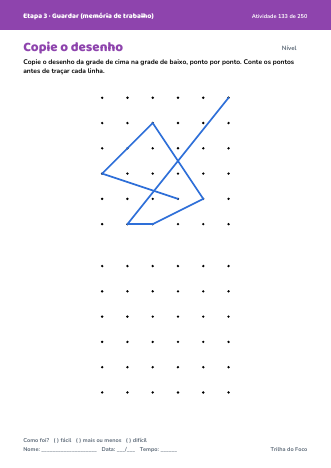 Etapa 3 · Guardar (memória de trabalho)
Atividade 133 de 250
Copie o desenho
Nível
Copie o desenho da grade de cima na grade de baixo, ponto por ponto. Conte os pontos
antes de traçar cada linha.
Como foi? ( ) fácil ( ) mais ou menos ( ) difícil
Nome: ____________________ Data: ___/___ Tempo: ______
Trilha do Foco